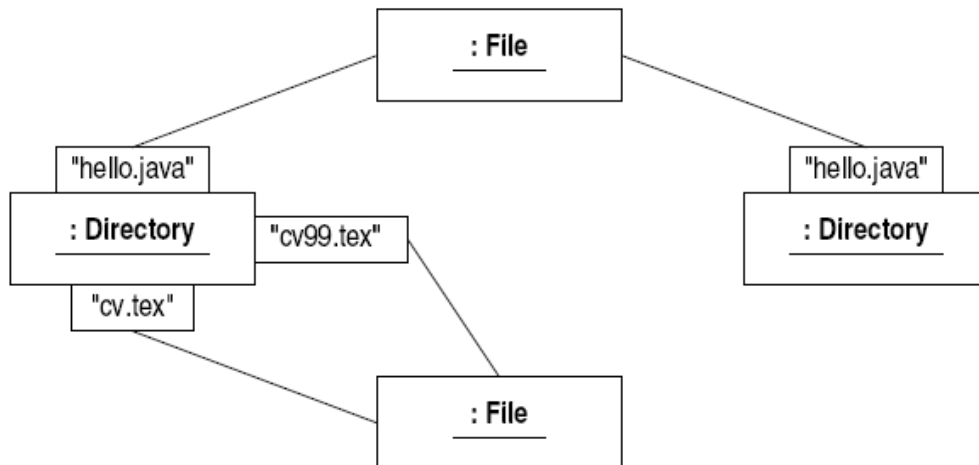 : File
"hello.java"
"hello.java"
: Directory
"cv99.tex"
: Directory
"cv.tex"
: File